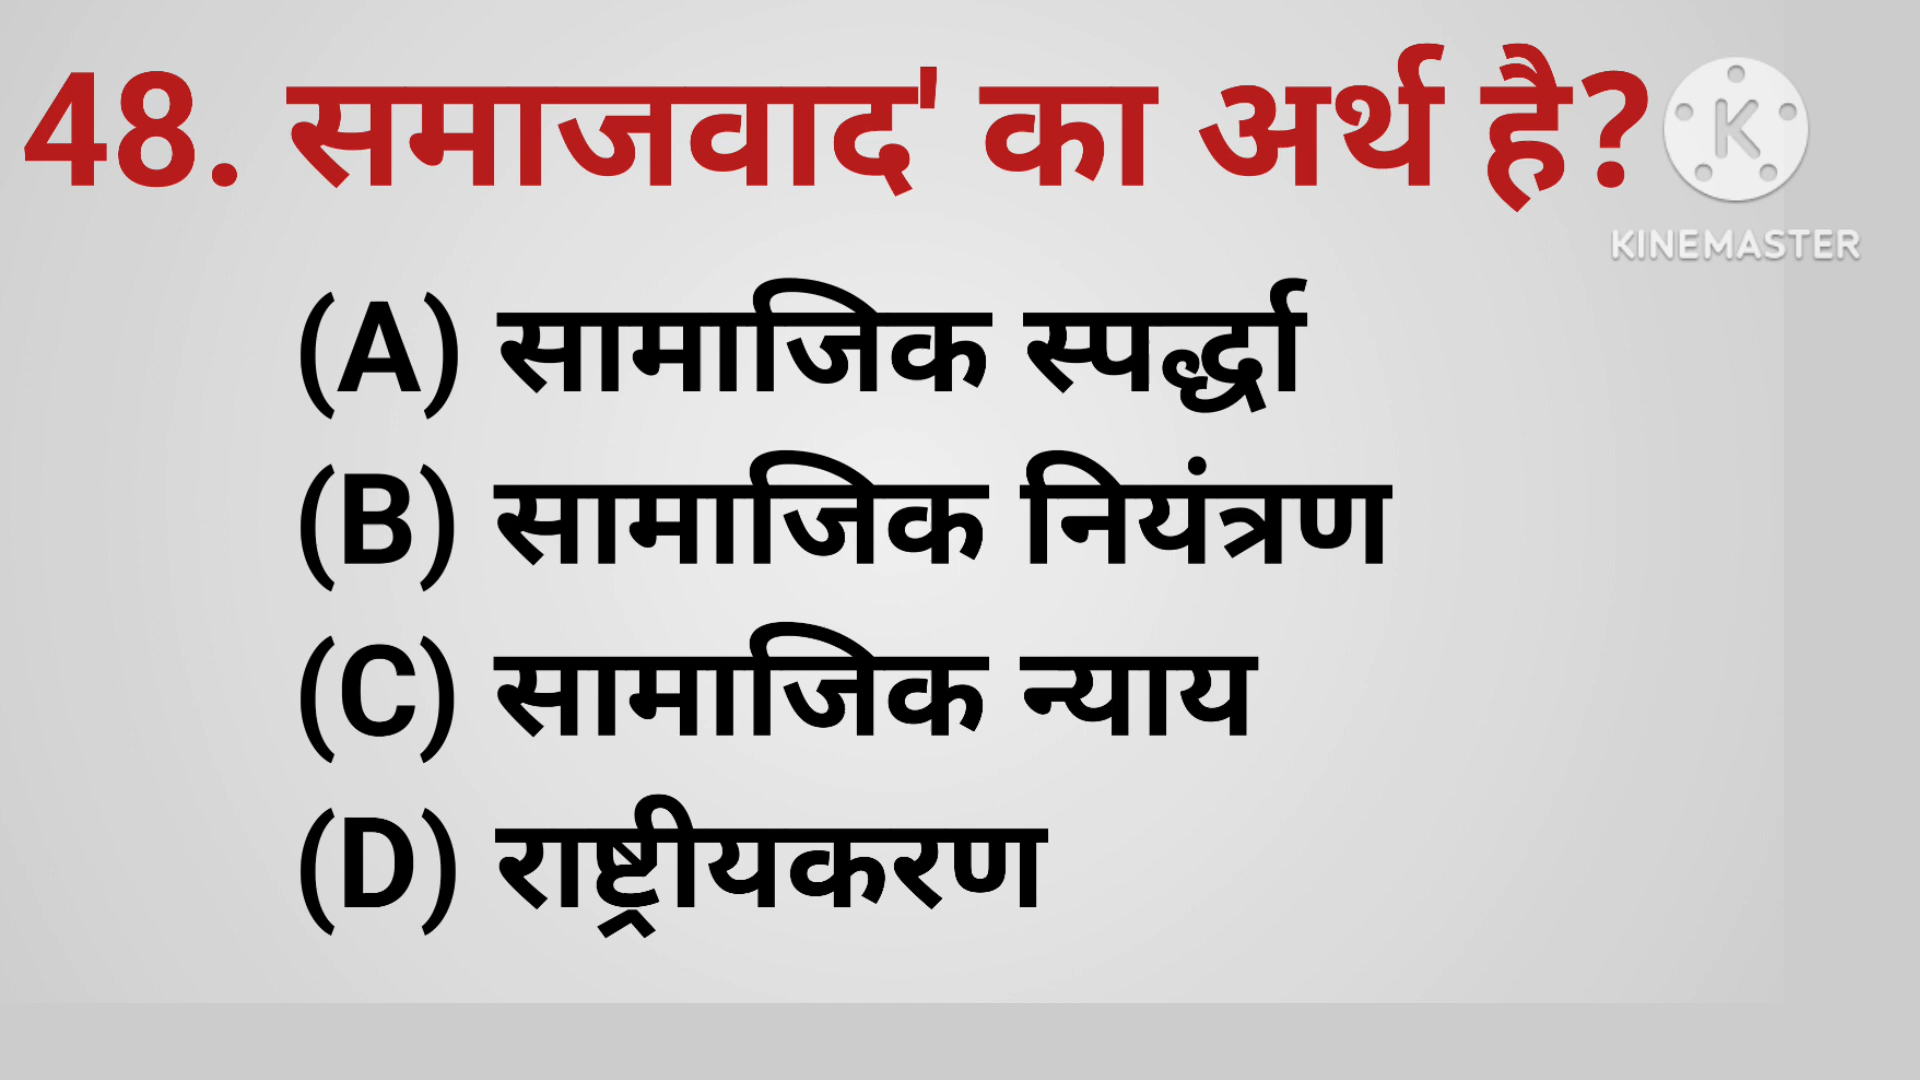 48. समाजवाद' का अर्थ है?
K
KINEMASTER
(A) सामाजिक स्पर्द्धा
(B) सामाजिक नियंत्रण
(C) सामाजिक न्याय
(D) राष्ट्रीयकरण